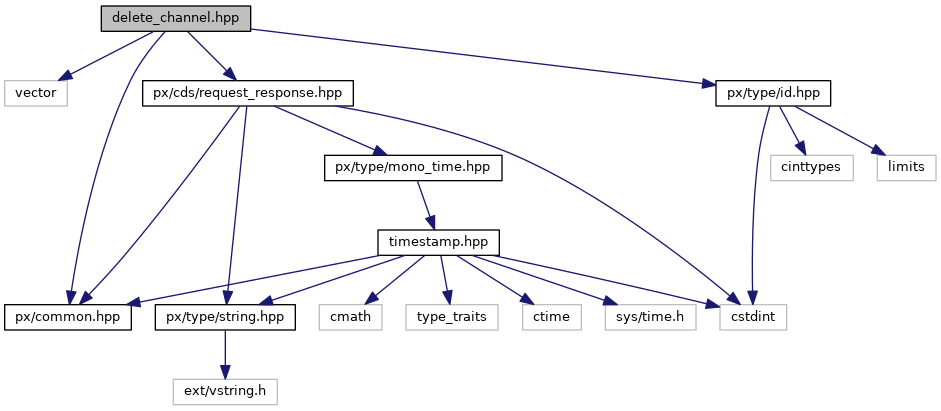 delete_channel.hpp
vector
px/cds/request_response.hpp
px/type/id.hpp
px/type/mono_time.hpp
cinttypes
limits
timestamp.hpp
px/common.hpp
px/type/string.hpp
cmath
type_traits
ctime
sys/time.h
cstdint
ext/vstring.h